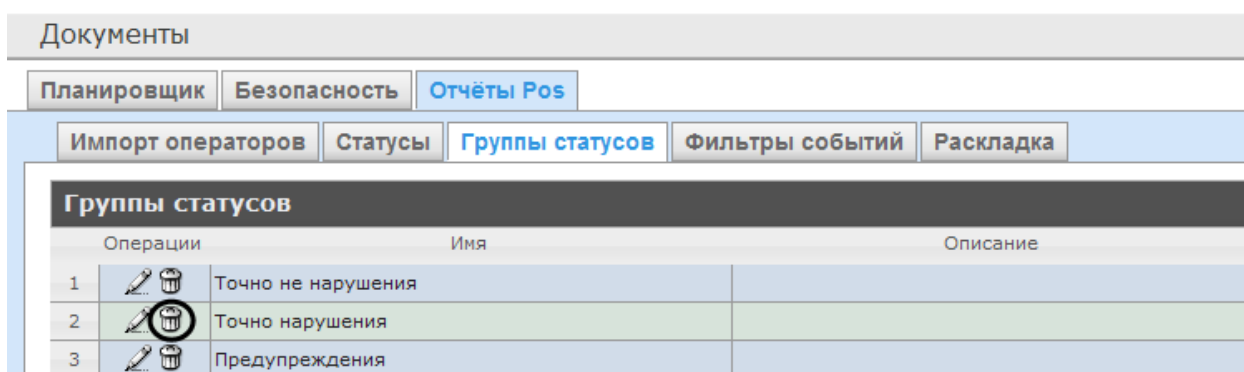 Документы
Планировщик Безопасность Отчёты Pos
Импорт операторов Статусы Группы статусов Фильтры событий Раскладка
Группы статусов
Операции Имя Описание
1 Точно не нарушения
2 Точно нарушения
3 Предупреждения